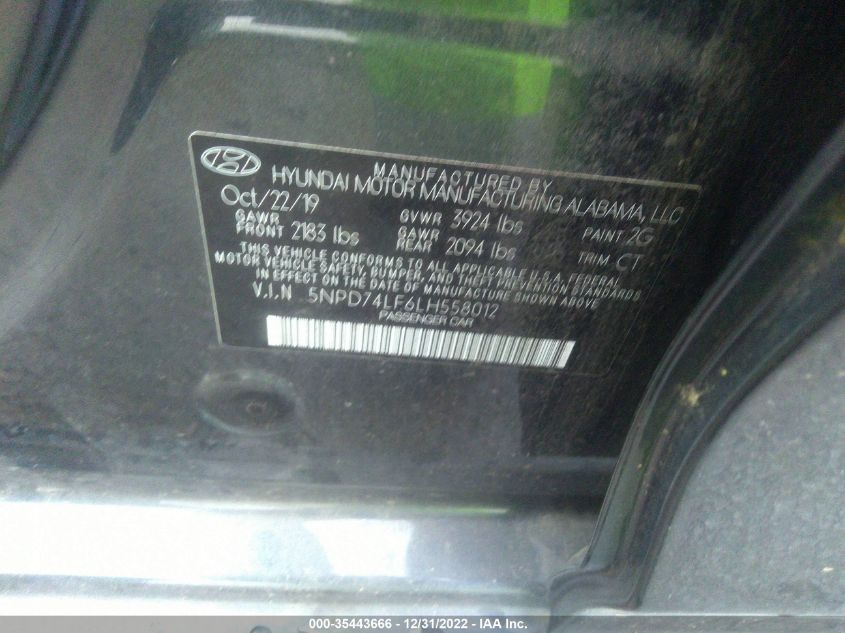 MANUFACTURED BY
HYUNDAI MOTOR MANUFACTURING ALABAMA, LLC
Oct/22/19
GVWR 3924 lbs
PAINT 2G
GAWR FRONT 2183 lbs
GAWR REAR 2094 lbs
TRIM CT
THIS VEHICLE CONFORMS TO ALL APPLICABLE U.S.A. FEDERAL
MOTOR VEHICLE SAFETY, BUMPER, AND THEFT PREVENTION STANDARDS
IN EFFECT ON THE DATE OF MANUFACTURE SHOWN ABOVE.
V.I.N 5NPD74LF6LH558012
PASSENGER CAR
000-35443666 - 12/31/2022 - IAA Inc.